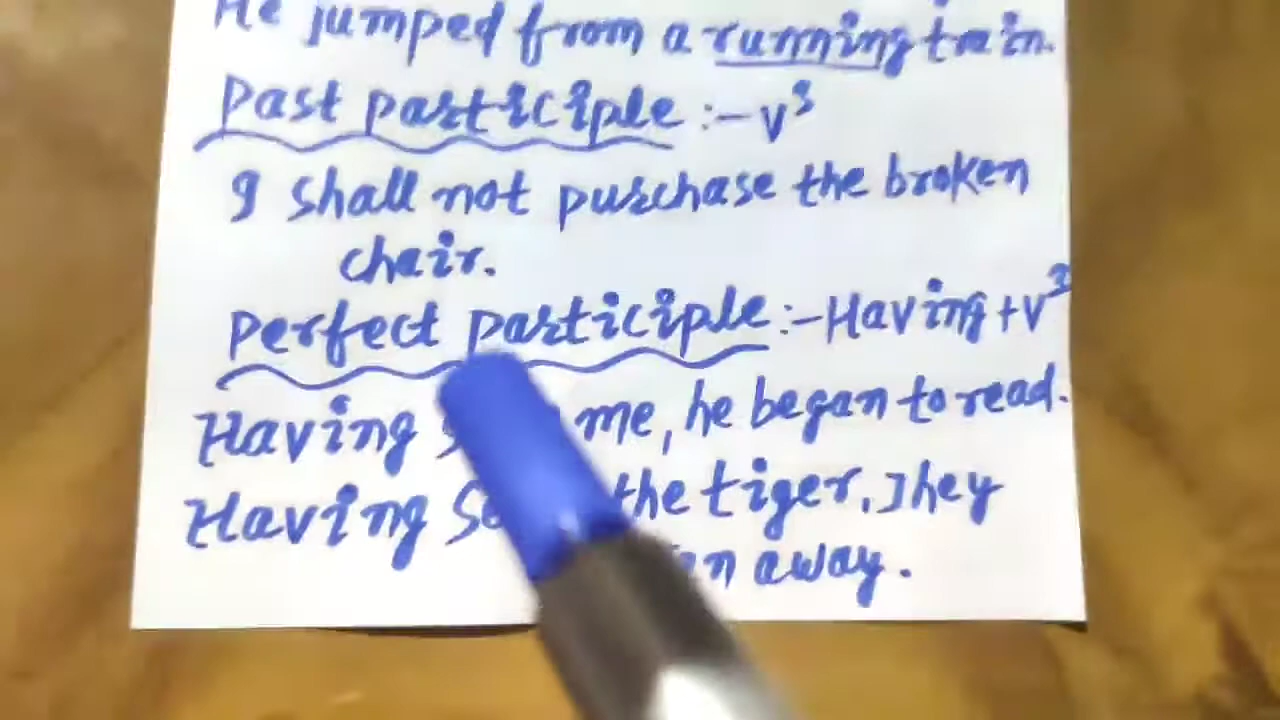 He jumped from a running train.
Past participle :- v³
I shall not purchase the broken
chair.
Perfect participle :- Having + v³
Having me, he began to read.
Having the tiger, They
away.